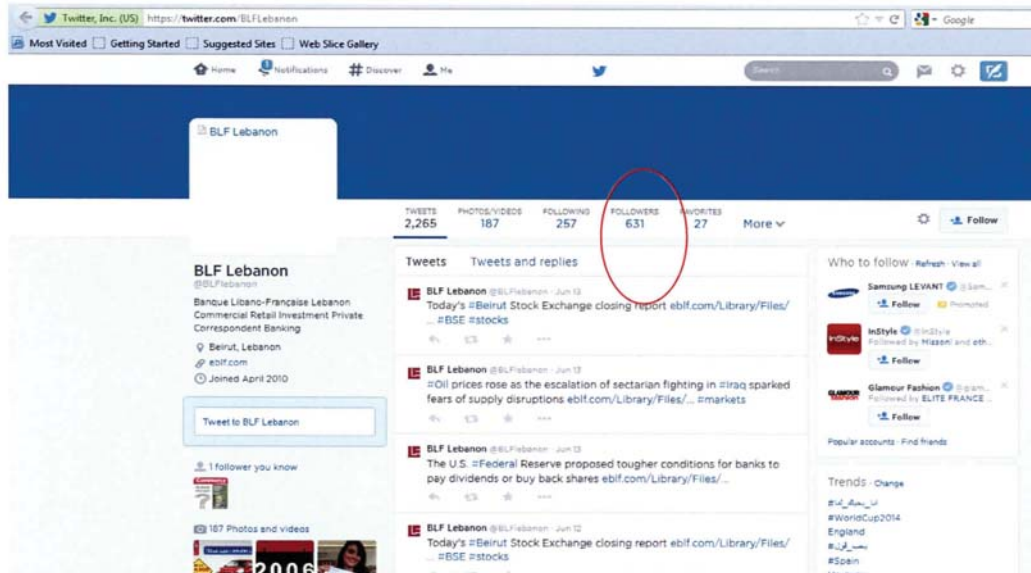 Twitter, Inc. (US) https://twitter.com/BLFLebanon
Google
Most Visited Getting Started Suggested Sites Web Slice Gallery
Home Notifications # Discover Me
Search
BLF Lebanon
TWEETS PHOTOS/VIDEOS FOLLOWING FOLLOWERS FAVORITES
2,265 187 257 631 27 More
Follow
BLF Lebanon
@BLFlebanon
Banque Libano-Française Lebanon
Commercial Retail Investment Private
Correspondent Banking
Beirut, Lebanon
eblf.com
Joined April 2010
Tweet to BLF Lebanon
1 follower you know
187 Photos and videos
2006
Tweets Tweets and replies
BLF Lebanon @BLFlebanon · Jun 13
Today's #Beirut Stock Exchange closing report eblf.com/Library/Files/
... #BSE #stocks
BLF Lebanon @BLFlebanon · Jun 13
#Oil prices rose as the escalation of sectarian fighting in #Iraq sparked
fears of supply disruptions eblf.com/Library/Files/... #markets
BLF Lebanon @BLFlebanon · Jun 13
The U.S. #Federal Reserve proposed tougher conditions for banks to
pay dividends or buy back shares eblf.com/Library/Files/...
BLF Lebanon @BLFlebanon · Jun 12
Today's #Beirut Stock Exchange closing report eblf.com/Library/Files/
... #BSE #stocks
Who to follow · Refresh · View all
Samsung LEVANT @Sam...
Follow Promoted
InStyle @InStyle
Followed by Missoni and oth...
Follow
Glamour Fashion @glam...
Followed by ELITE FRANCE ...
Follow
Popular accounts · Find friends
Trends · Change
#WorldCup2014
England
#Spain